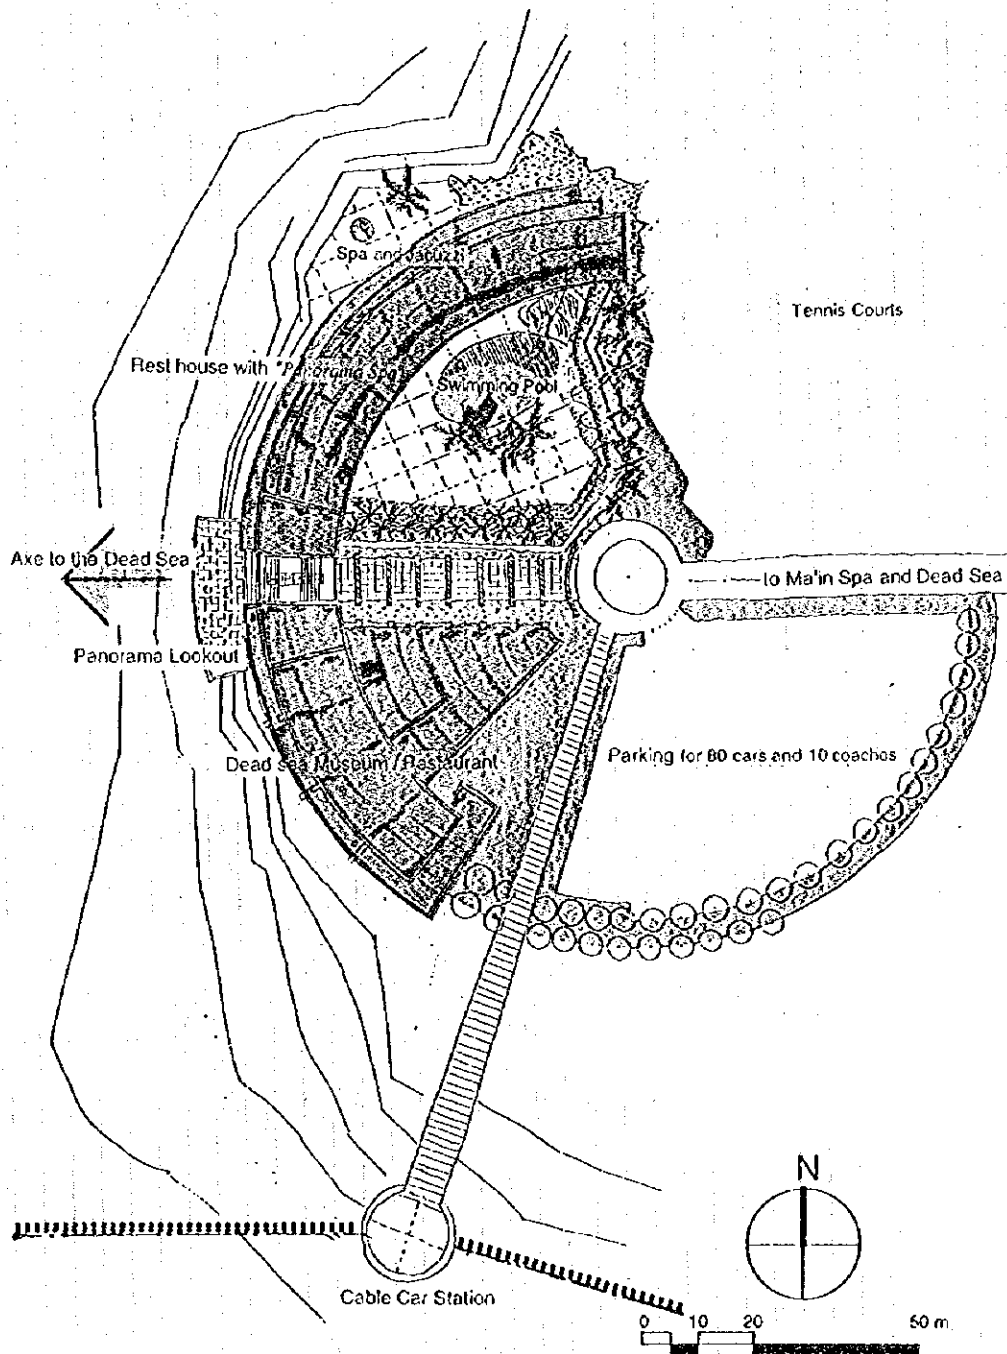 Spa and Jacuzzi
Tennis Courts
Rest house with "Panorama Spa"
Swimming Pool
Axe to the Dead Sea
to Ma'in Spa and Dead Sea
Panorama Lookout
Dead Sea Museum / Restaurant
Parking for 80 cars and 10 coaches
N
Cable Car Station
0 10 20 50 m